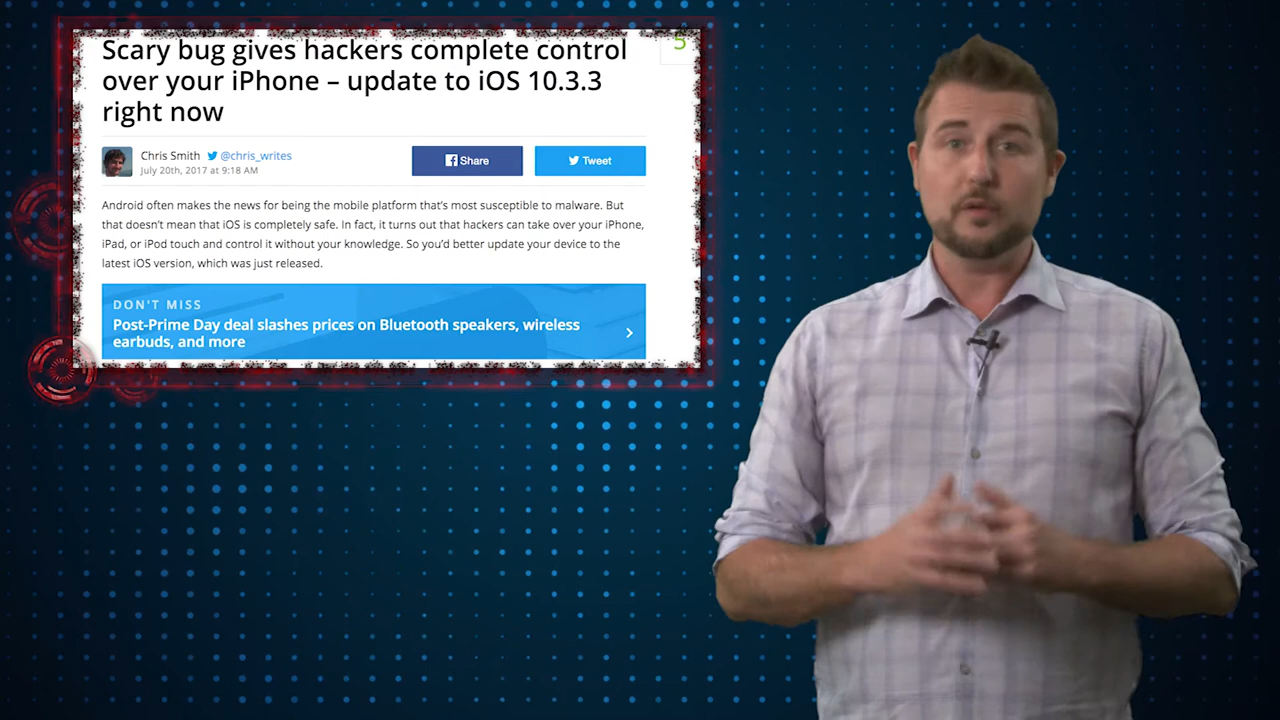 5
Scary bug gives hackers complete control
over your iPhone – update to iOS 10.3.3
right now
Chris Smith @chris_writes
July 20th, 2017 at 9:18 AM
Share
Tweet
Android often makes the news for being the mobile platform that's most susceptible to malware. But
that doesn't mean that iOS is completely safe. In fact, it turns out that hackers can take over your iPhone,
iPad, or iPod touch and control it without your knowledge. So you'd better update your device to the
latest iOS version, which was just released.
DON'T MISS
Post-Prime Day deal slashes prices on Bluetooth speakers, wireless
earbuds, and more